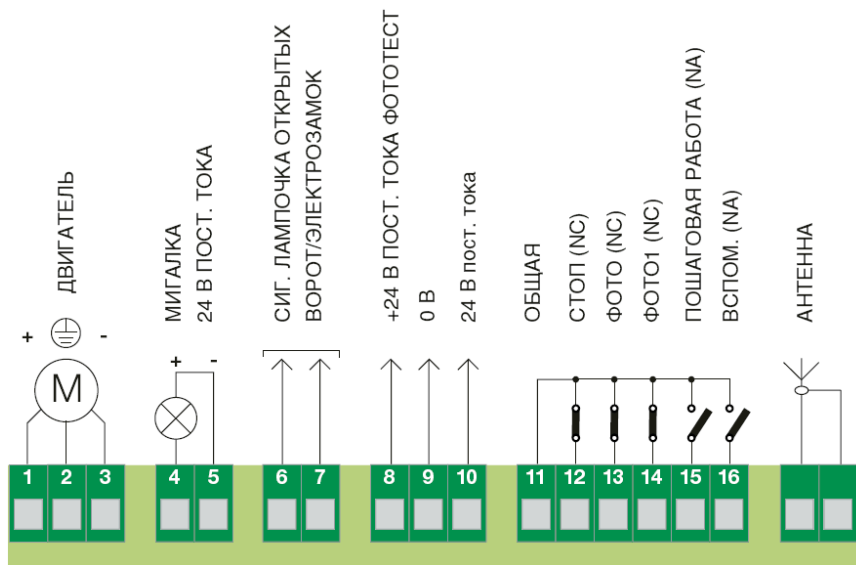 ДВИГАТЕЛЬ
МИГАЛКА
24 В ПОСТ. ТОКА
СИГ. ЛАМПОЧКА ОТКРЫТЫХ
ВОРОТ/ЭЛЕКТРОЗАМОК
+24 В ПОСТ. ТОКА ФОТОТЕСТ
0 В
24 В пост. тока
ОБЩАЯ
СТОП (NC)
ФОТО (NC)
ФОТО1 (NC)
ПОШАГОВАЯ РАБОТА (NA)
ВСПОМ. (NA)
АНТЕННА
+ -
M
+ -
1 2 3 4 5 6 7 8 9 10 11 12 13 14 15 16